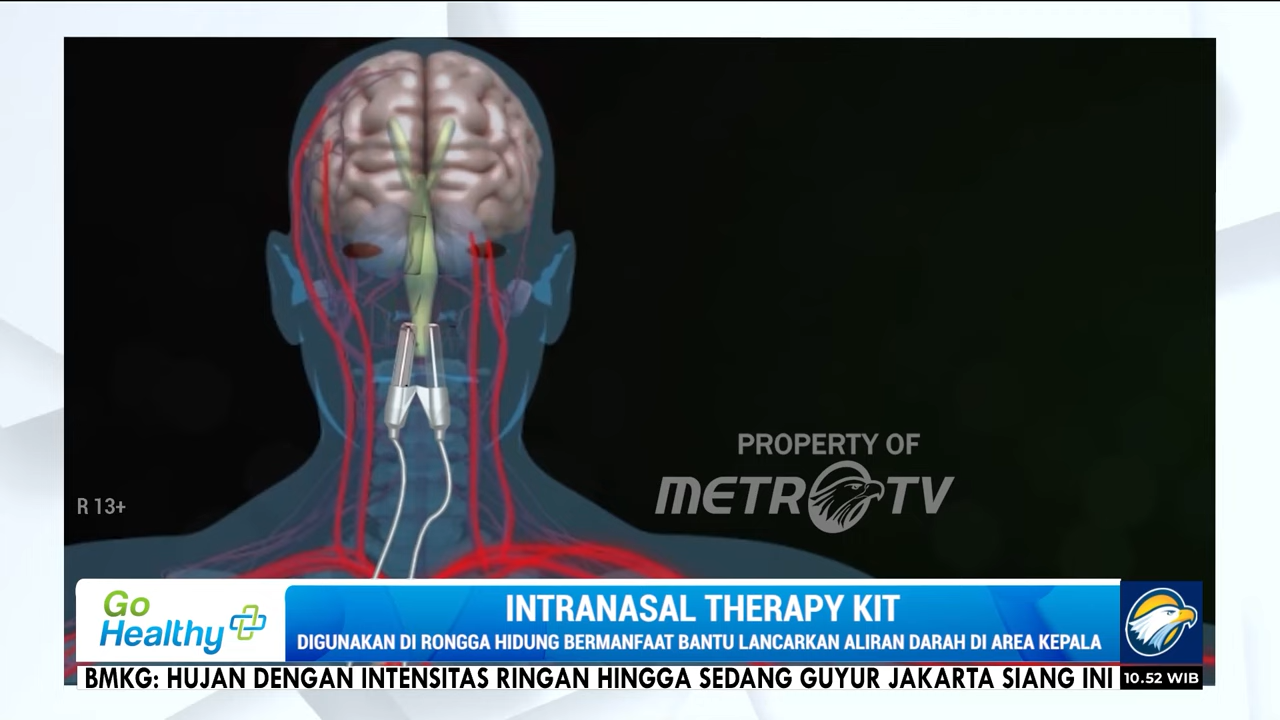 PROPERTY OF
METRO TV
R 13+
Go
Healthy
INTRANASAL THERAPY KIT
DIGUNAKAN DI RONGGA HIDUNG BERMANFAAT BANTU LANCARKAN ALIRAN DARAH DI AREA KEPALA
BMKG: HUJAN DENGAN INTENSITAS RINGAN HINGGA SEDANG GUYUR JAKARTA SIANG INI
10.52 WIB